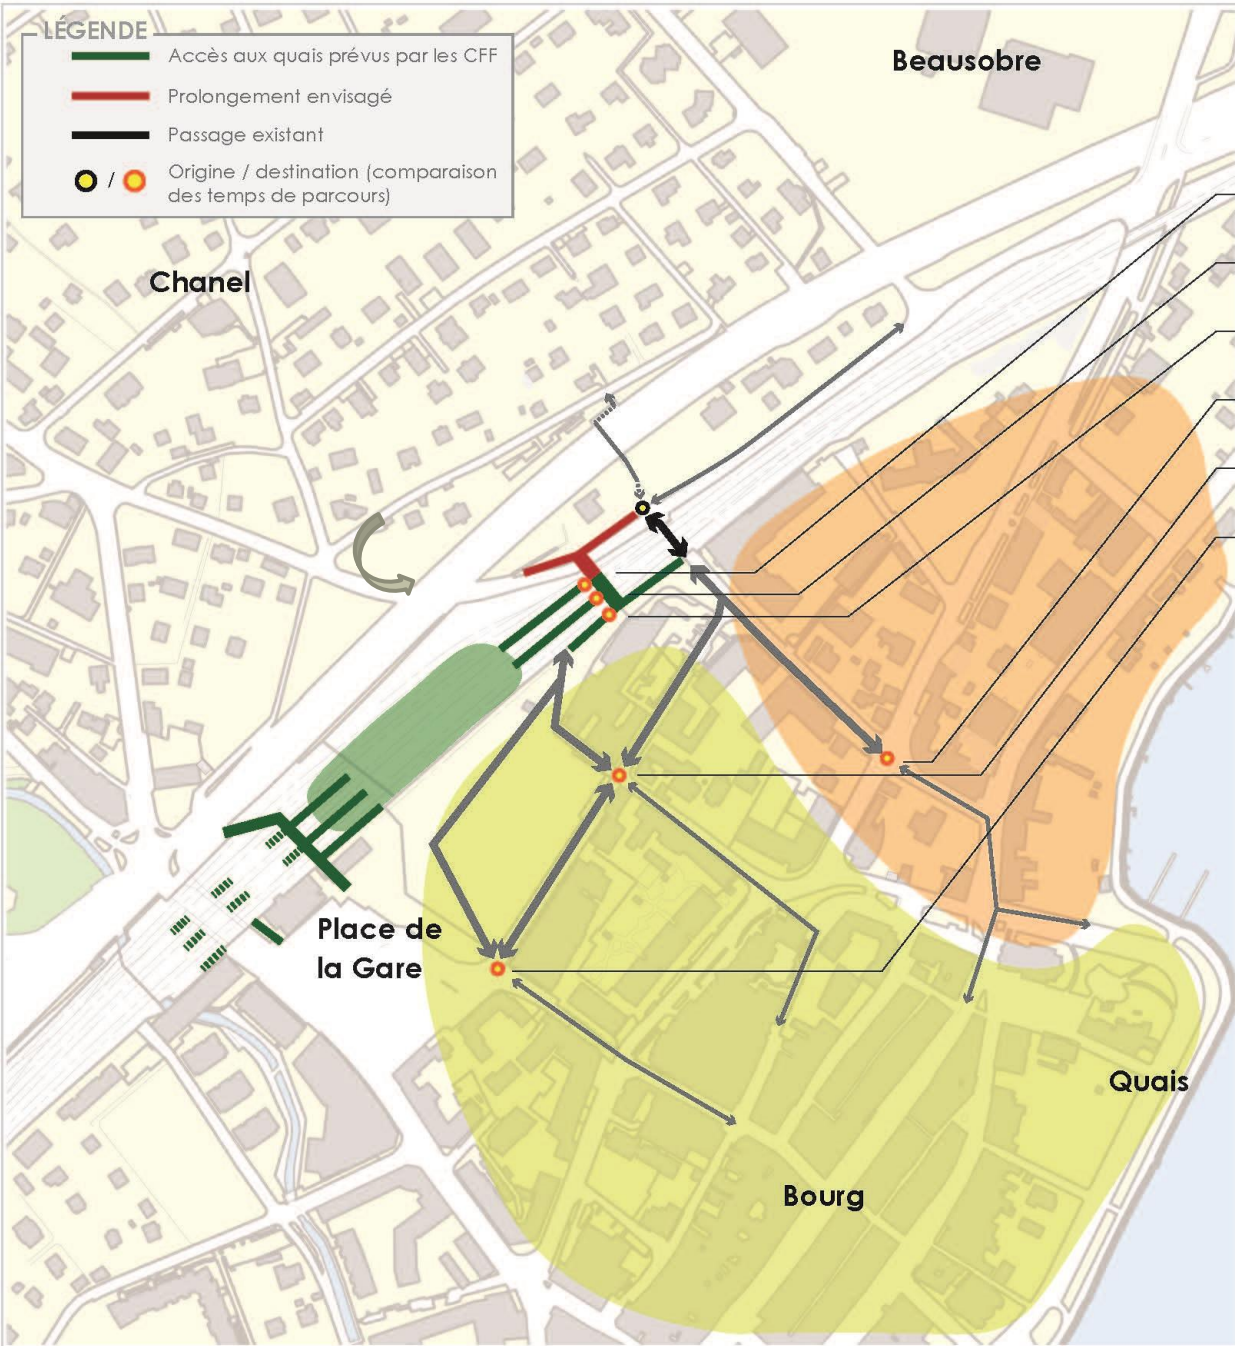 LÉGENDE
Accès aux quais prévus par les CFF
Prolongement envisagé
Passage existant
/ Origine / destination (comparaison
des temps de parcours)
Beausobre
Chanel
Place de
la Gare
Quais
Bourg